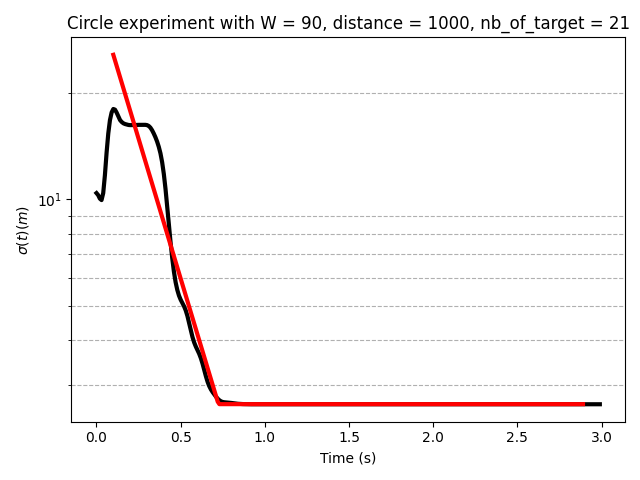 Circle experiment with W = 90, distance = 1000, nb_of_target = 21
10¹
σ(t)(m)
0.0 0.5 1.0 1.5 2.0 2.5 3.0
Time (s)